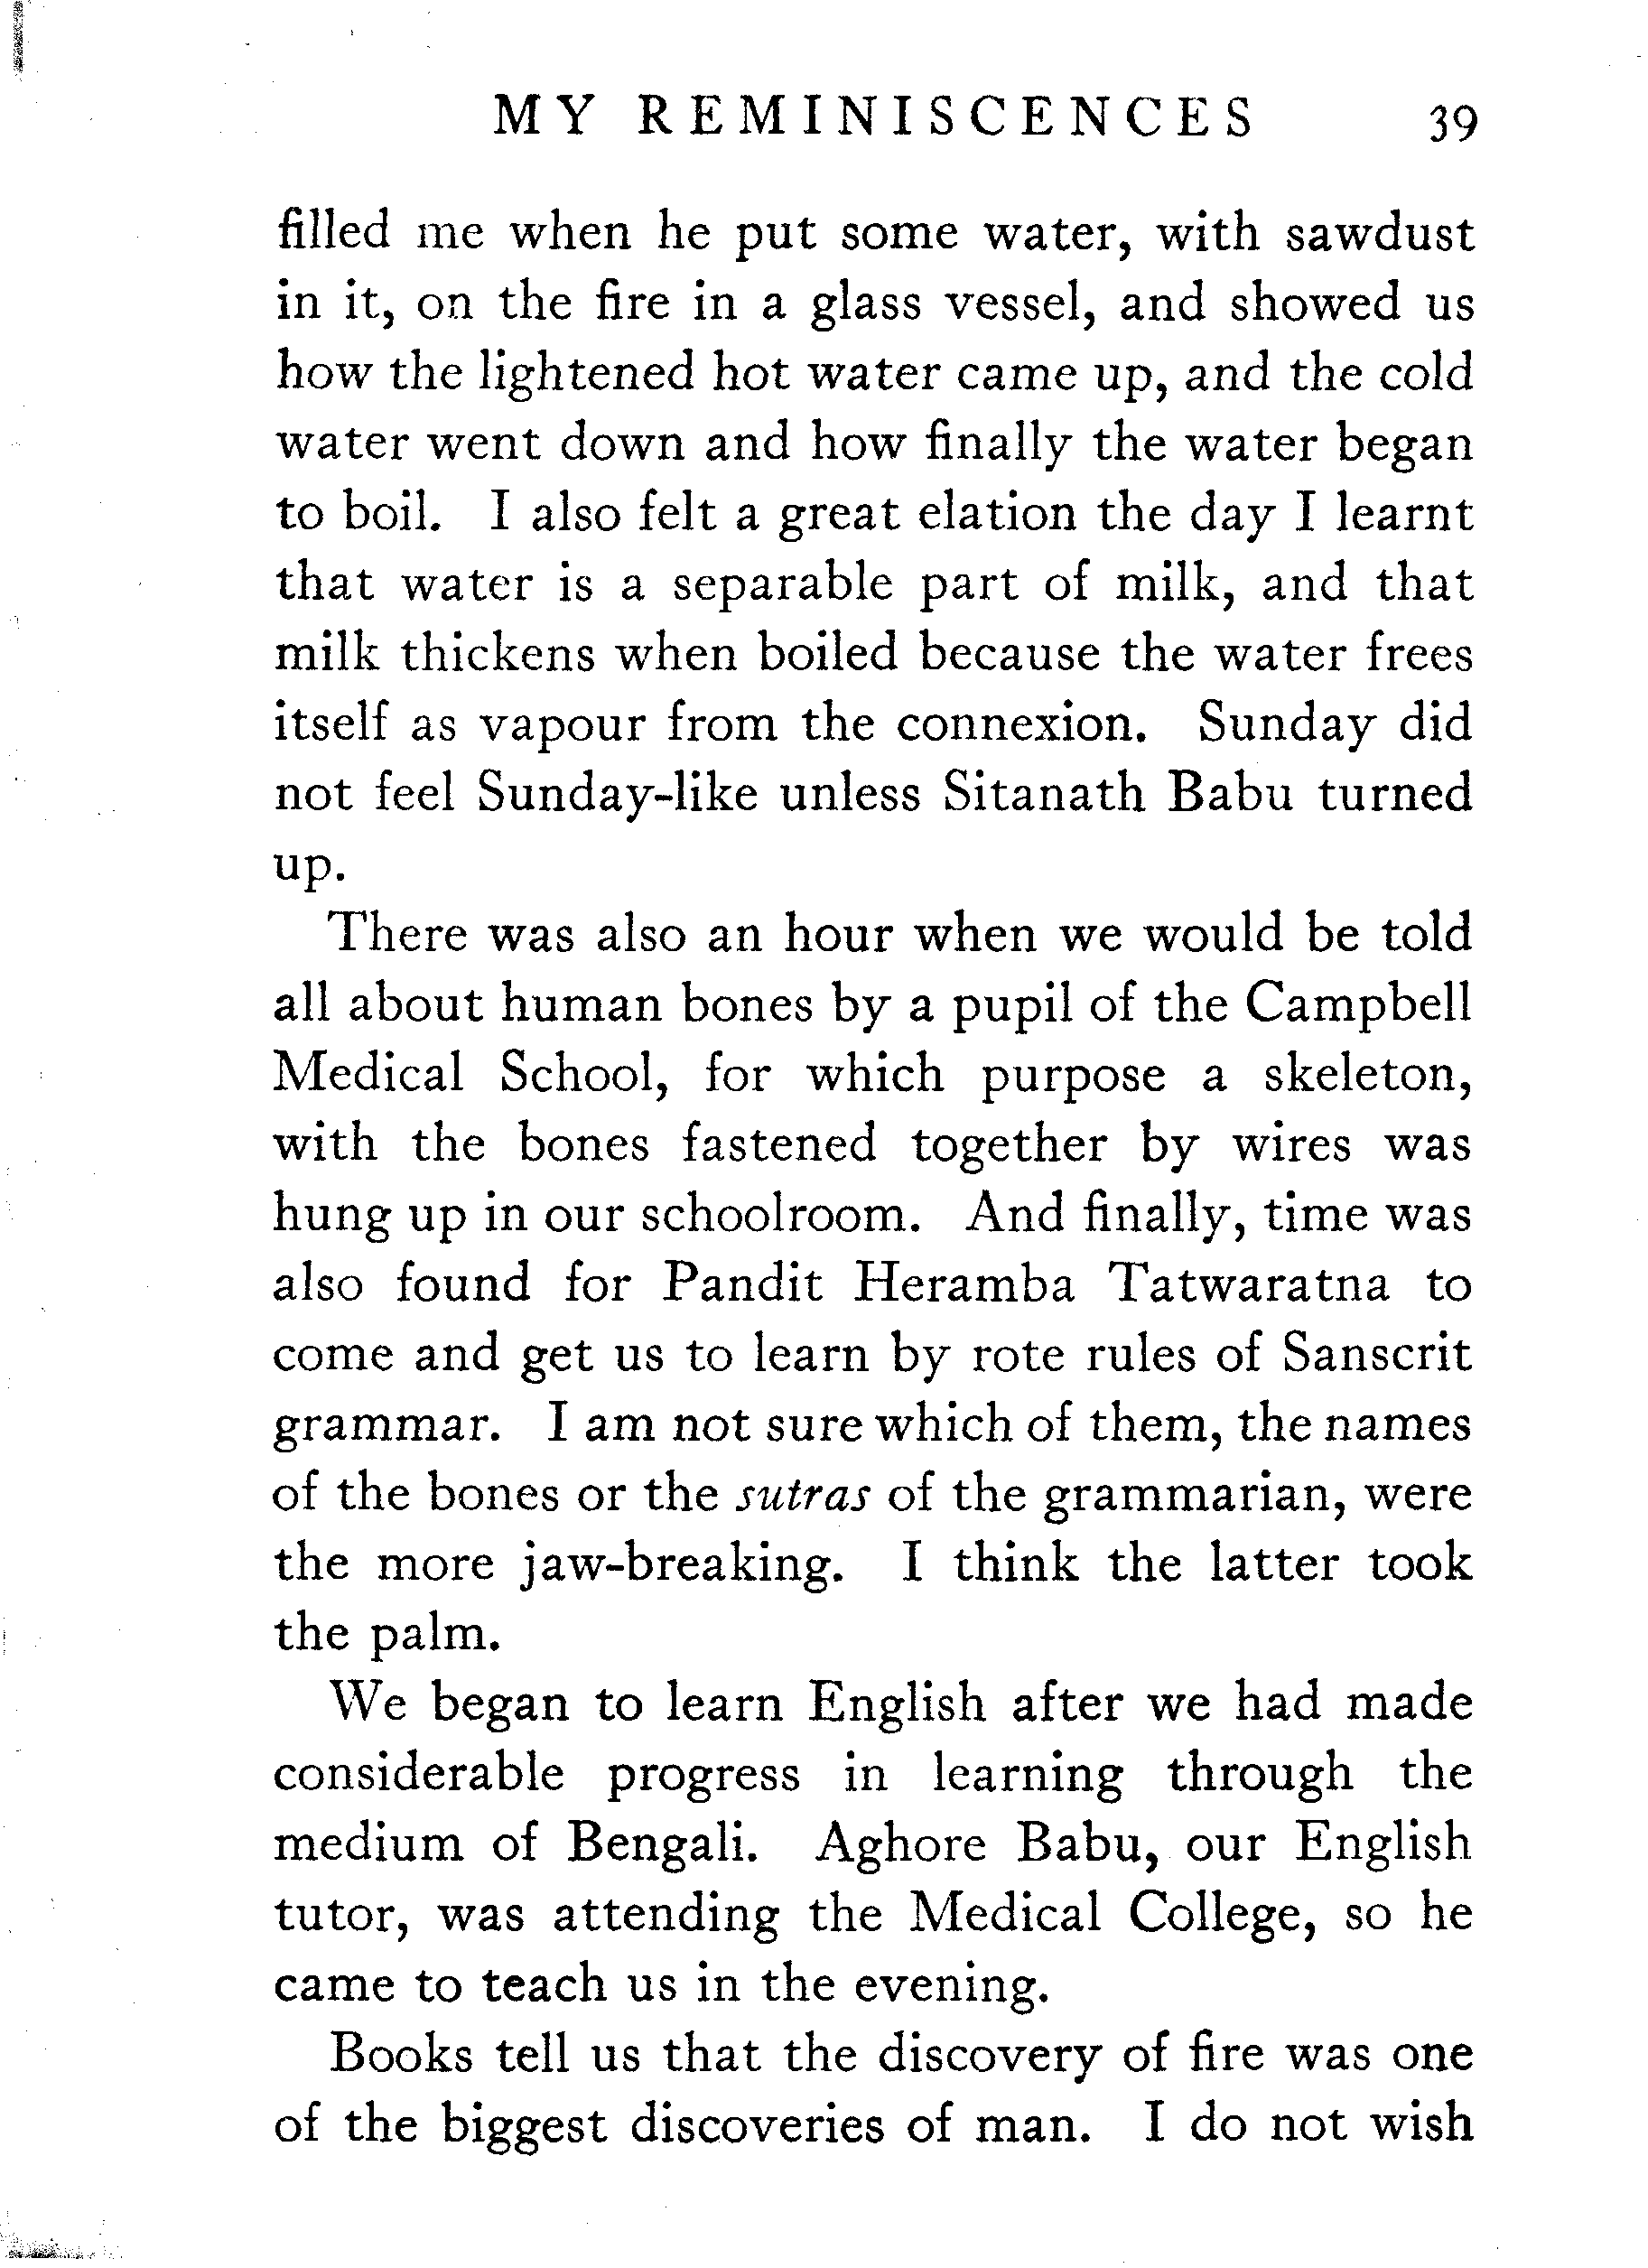 MY REMINISCENCES 39
filled me when he put some water, with sawdust
in it, on the fire in a glass vessel, and showed us
how the lightened hot water came up, and the cold
water went down and how finally the water began
to boil. I also felt a great elation the day I learnt
that water is a separable part of milk, and that
milk thickens when boiled because the water frees
itself as vapour from the connexion. Sunday did
not feel Sunday-like unless Sitanath Babu turned
up.
There was also an hour when we would be told
all about human bones by a pupil of the Campbell
Medical School, for which purpose a skeleton,
with the bones fastened together by wires was
hung up in our schoolroom. And finally, time was
also found for Pandit Heramba Tatwaratna to
come and get us to learn by rote rules of Sanscrit
grammar. I am not sure which of them, the names
of the bones or the sutras of the grammarian, were
the more jaw-breaking. I think the latter took
the palm.
We began to learn English after we had made
considerable progress in learning through the
medium of Bengali. Aghore Babu, our English
tutor, was attending the Medical College, so he
came to teach us in the evening.
Books tell us that the discovery of fire was one
of the biggest discoveries of man. I do not wish